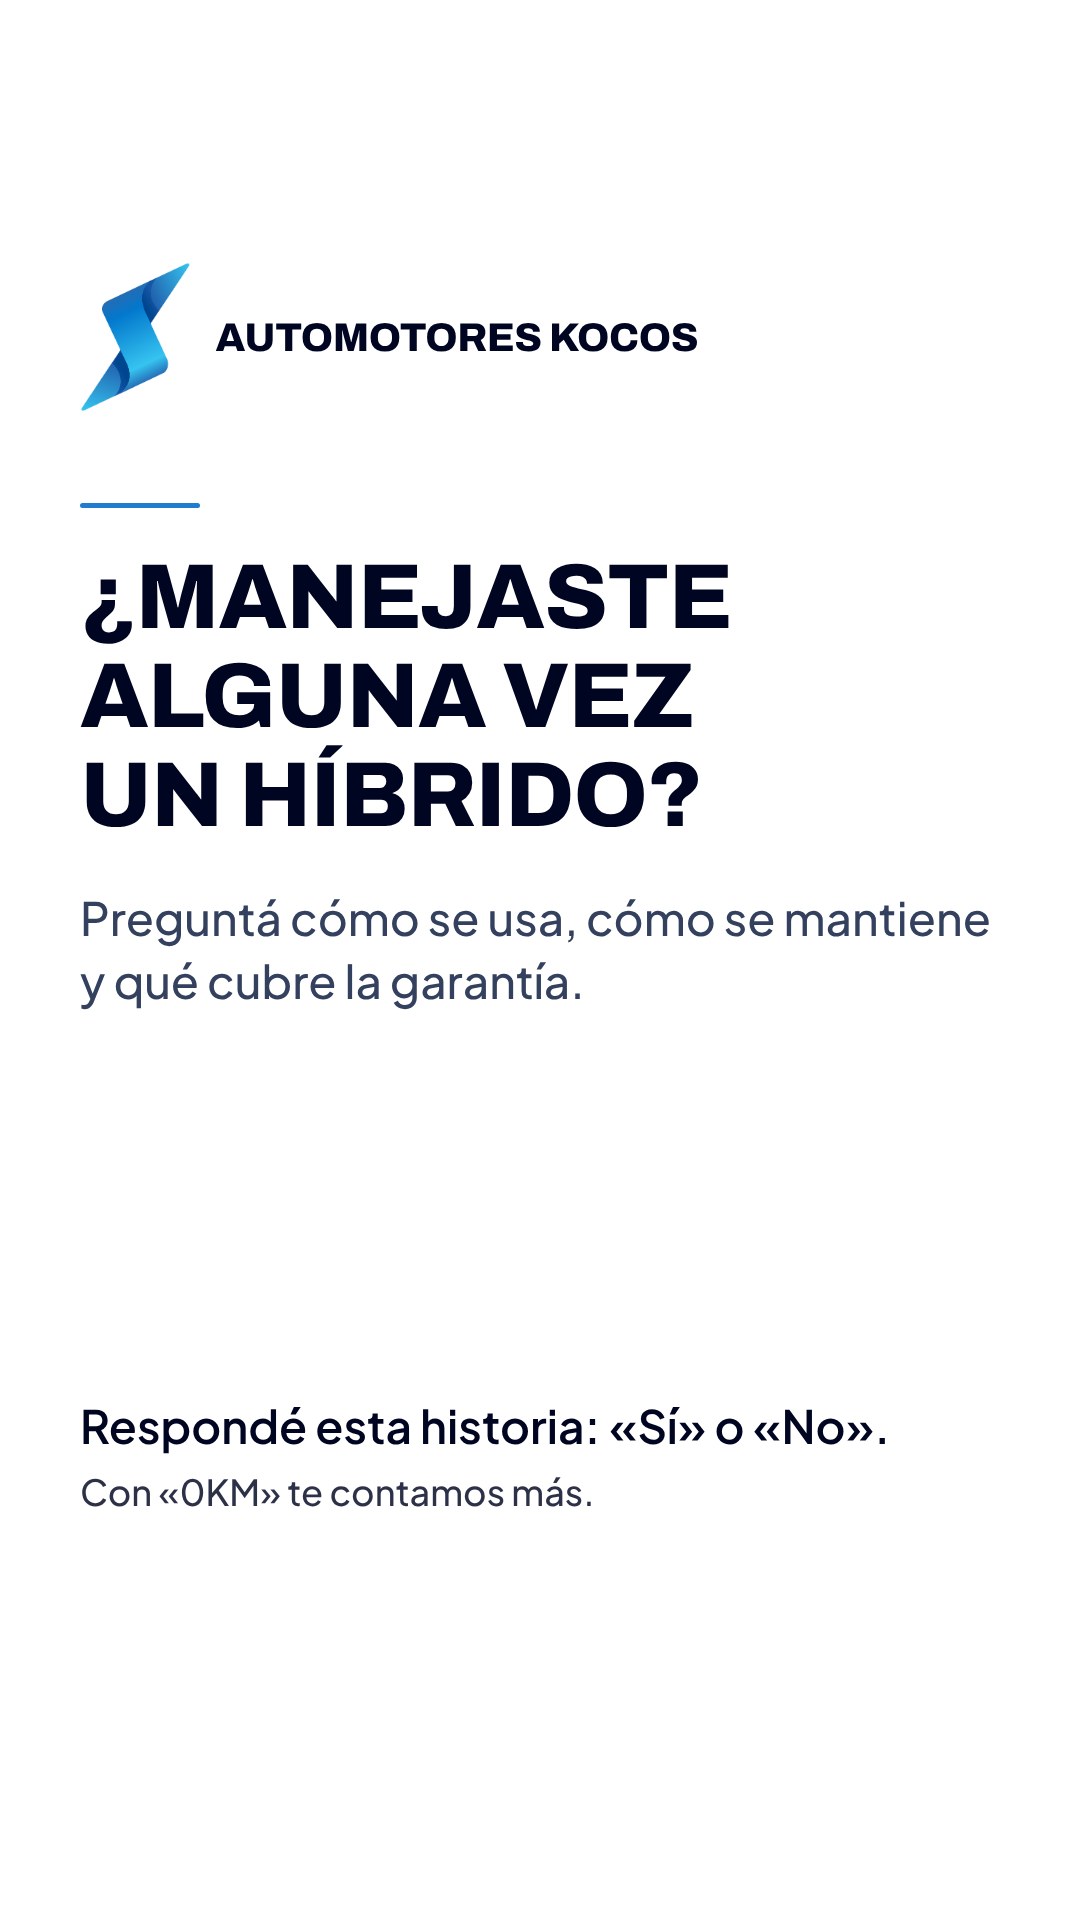 AUTOMOTORES KOCOS
¿MANEJASTE
ALGUNA VEZ
UN HÍBRIDO?
Preguntá cómo se usa, cómo se mantiene
y qué cubre la garantía.
Respondé esta historia: «Sí» o «No».
Con «0KM» te contamos más.